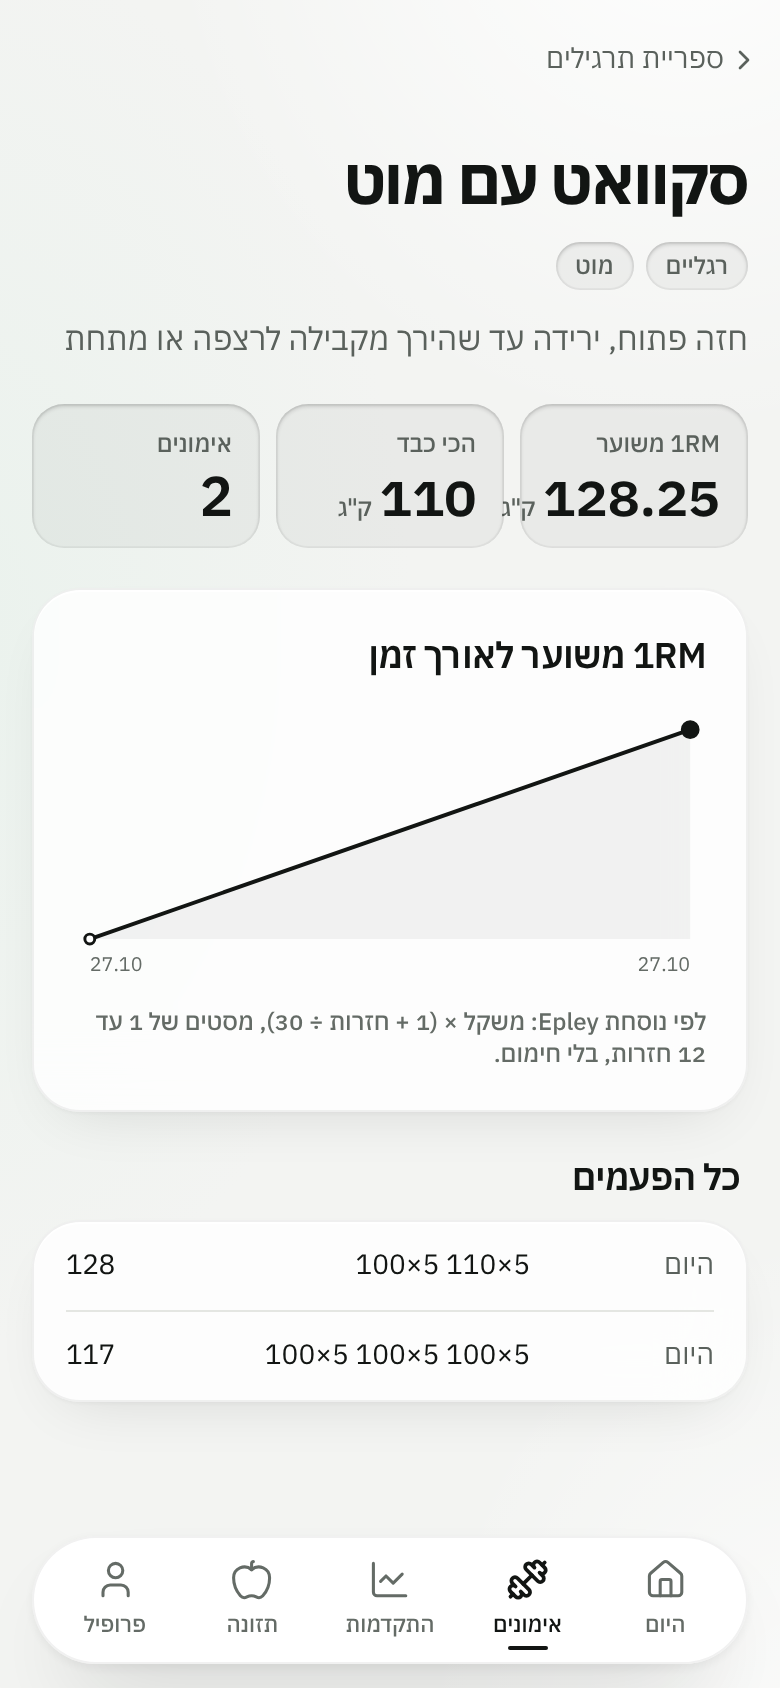 ספריית תרגילים
סקוואט עם מוט
רגליים
מוט
חזה פתוח, ירידה עד שהירך מקבילה לרצפה או מתחת
1RM משוער
128.25 ק"ג
הכי כבד
110 ק"ג
אימונים
2
1RM משוער לאורך זמן
27.10
27.10
לפי נוסחת Epley: משקל × (1 + חזרות ÷ 30), מסטים של 1 עד
12 חזרות, בלי חימום.
כל הפעמים
היום 100×5 110×5 128
היום 100×5 100×5 100×5 117
היום
אימונים
התקדמות
תזונה
פרופיל